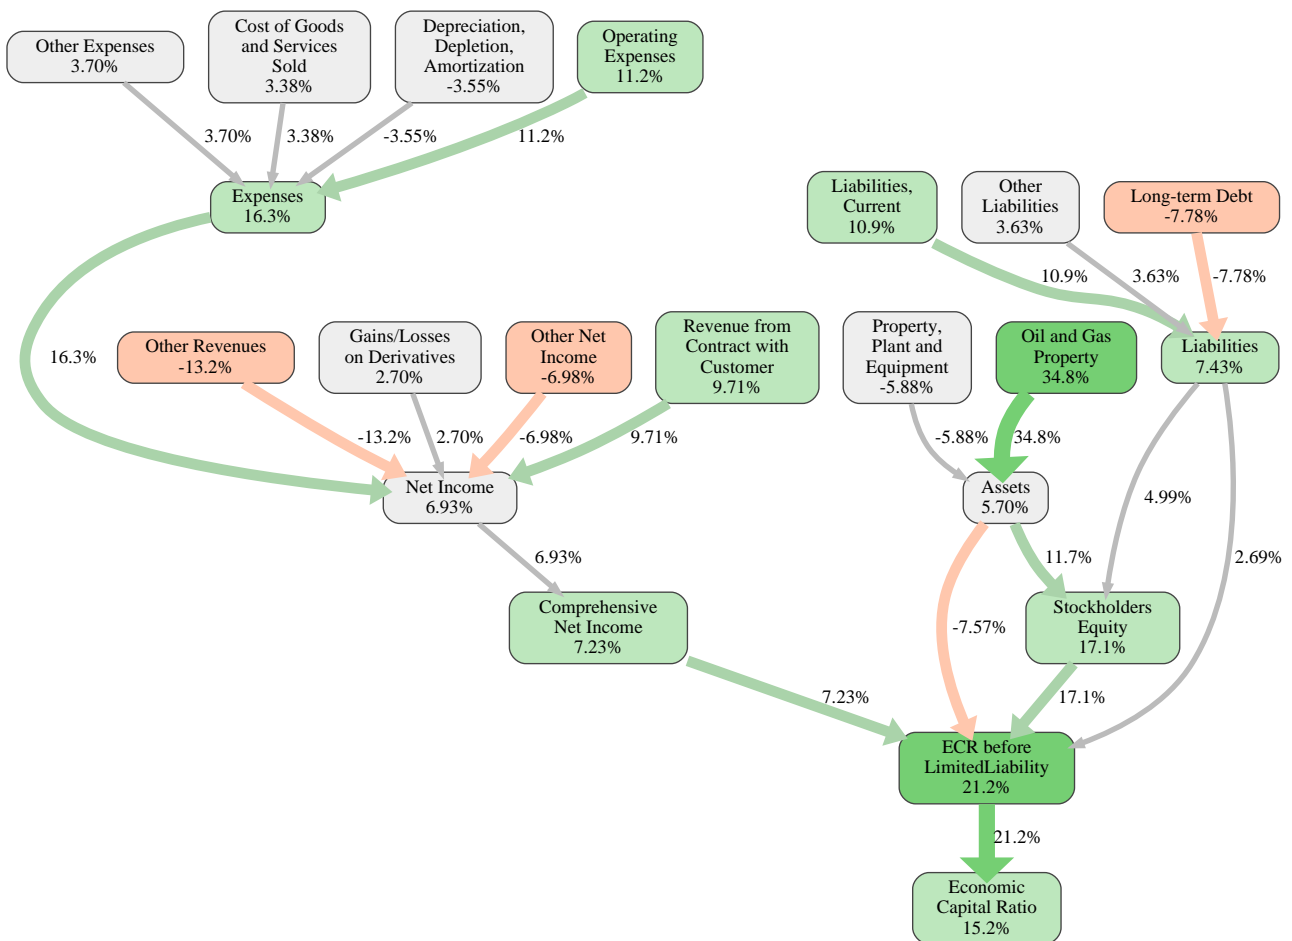 Other Expenses
3.70%
Cost of Goods
and Services
Sold
3.38%
Depreciation,
Depletion,
Amortization
-3.55%
Operating
Expenses
11.2%
3.70%
3.38%
-3.55%
11.2%
Expenses
16.3%
Liabilities,
Current
10.9%
Other
Liabilities
3.63%
Long-term Debt
-7.78%
10.9%
3.63%
-7.78%
16.3%
Other Revenues
-13.2%
Gains/Losses
on Derivatives
2.70%
Other Net
Income
-6.98%
Revenue from
Contract with
Customer
9.71%
Property,
Plant and
Equipment
-5.88%
Oil and Gas
Property
34.8%
Liabilities
7.43%
-13.2%
2.70%
-6.98%
9.71%
-5.88%
34.8%
Net Income
6.93%
Assets
5.70%
4.99%
6.93%
11.7%
2.69%
Comprehensive
Net Income
7.23%
-7.57%
Stockholders
Equity
17.1%
7.23%
17.1%
ECR before
LimitedLiability
21.2%
21.2%
Economic
Capital Ratio
15.2%